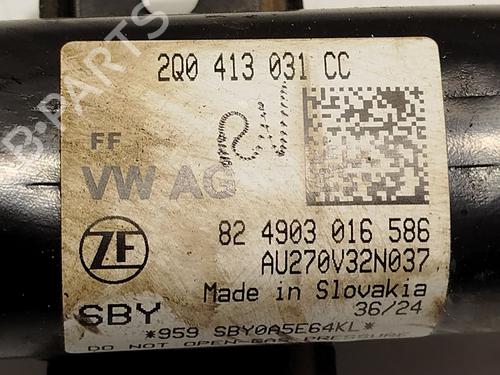 2Q0 413 031 CC
FF
VW AG
ZF
82 4903 016 586
AU270V32N037
Made in Slovakia
SBY
36/24
*959 SBY0A5E64KL*
DO NOT OPEN-GAS PRESSURE
B-PARTS